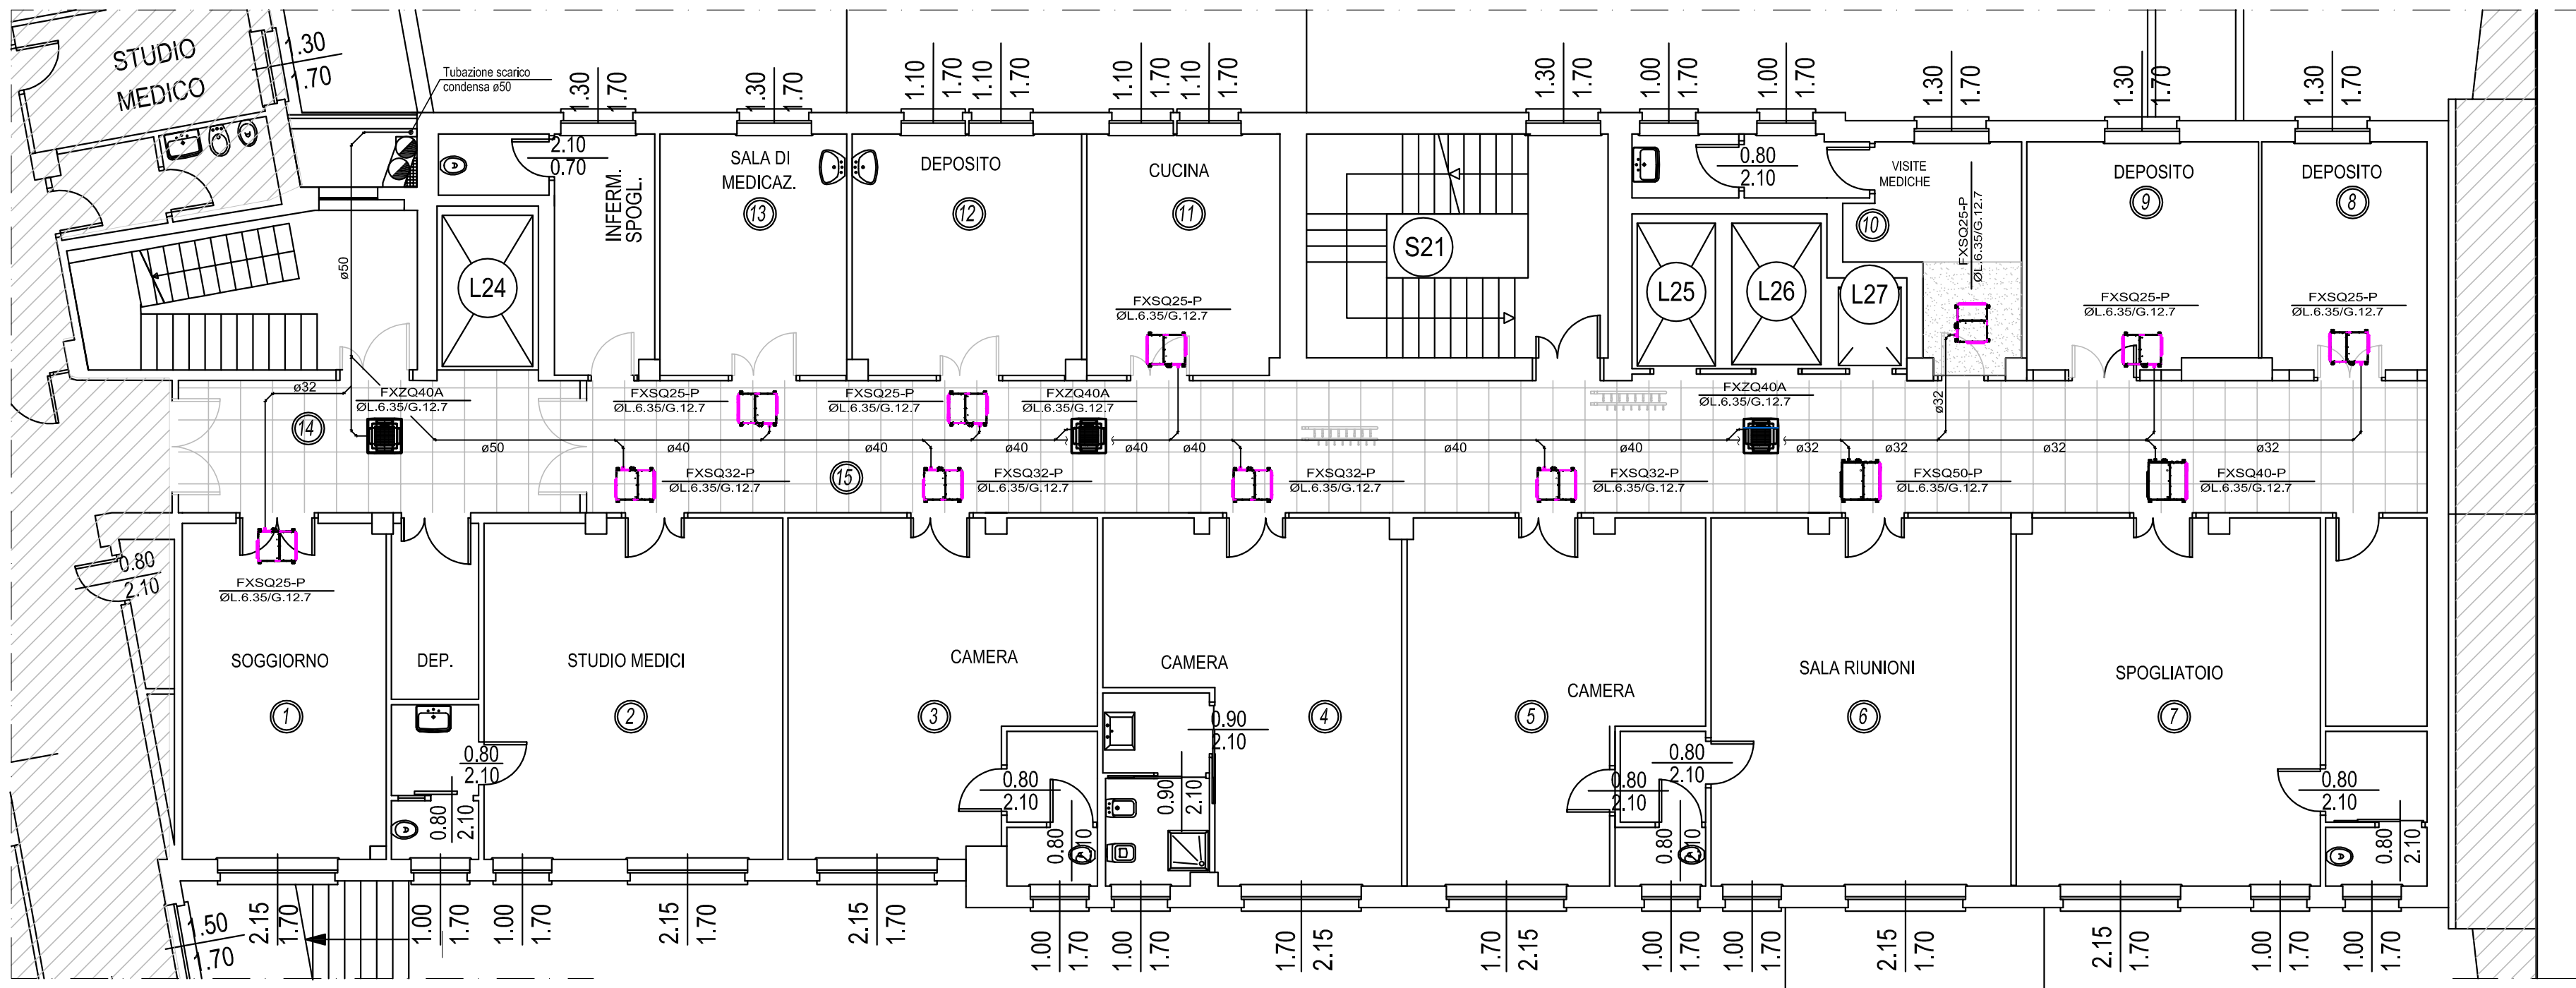 STUDIO
MEDICO
1.30
1.70
Tubazione scarico
condensa ø50
1.30
1.70
1.30
1.70
1.10
1.70
1.10
1.70
1.10
1.70
1.10
1.70
1.30
1.70
1.00
1.70
1.00
1.70
1.30
1.70
1.30
1.70
1.30
1.70
2.10
0.70
INFERM.
SPOGL.
SALA DI
MEDICAZ.
13
DEPOSITO
12
CUCINA
11
S21
0.80
2.10
VISITE
MEDICHE
10
FXSQ25-P
ØL.6.35/G.12.7
DEPOSITO
9
DEPOSITO
8
ø50
L24
L25
L26
L27
FXSQ25-P
ØL.6.35/G.12.7
FXSQ25-P
ØL.6.35/G.12.7
FXSQ25-P
ØL.6.35/G.12.7
ø32
FXZQ40A
ØL.6.35/G.12.7
FXSQ25-P
ØL.6.35/G.12.7
FXSQ25-P
ØL.6.35/G.12.7
FXZQ40A
ØL.6.35/G.12.7
FXZQ40A
ØL.6.35/G.12.7
ø32
14
ø50
ø40
ø40
ø40
ø40
ø40
ø40
ø40
ø32
ø32
ø32
ø32
15
FXSQ32-P
ØL.6.35/G.12.7
FXSQ32-P
ØL.6.35/G.12.7
FXSQ32-P
ØL.6.35/G.12.7
FXSQ32-P
ØL.6.35/G.12.7
FXSQ50-P
ØL.6.35/G.12.7
FXSQ40-P
ØL.6.35/G.12.7
0.80
2.10
FXSQ25-P
ØL.6.35/G.12.7
SOGGIORNO
1
DEP.
STUDIO MEDICI
2
CAMERA
3
CAMERA
4
CAMERA
5
SALA RIUNIONI
6
SPOGLIATOIO
7
0.80
2.10
0.80
2.10
0.80
2.10
0.80
2.10
0.90
2.10
0.90
2.10
0.80
2.10
0.80
2.10
0.80
2.10
0.80
2.10
0.80
2.10
1.50
1.70
2.15
1.70
1.00
1.70
1.00
1.70
2.15
1.70
2.15
1.70
1.00
1.70
1.00
1.70
1.70
2.15
1.70
2.15
1.00
1.70
1.00
1.70
2.15
1.70
2.15
1.70
1.00
1.70
1.00
1.70